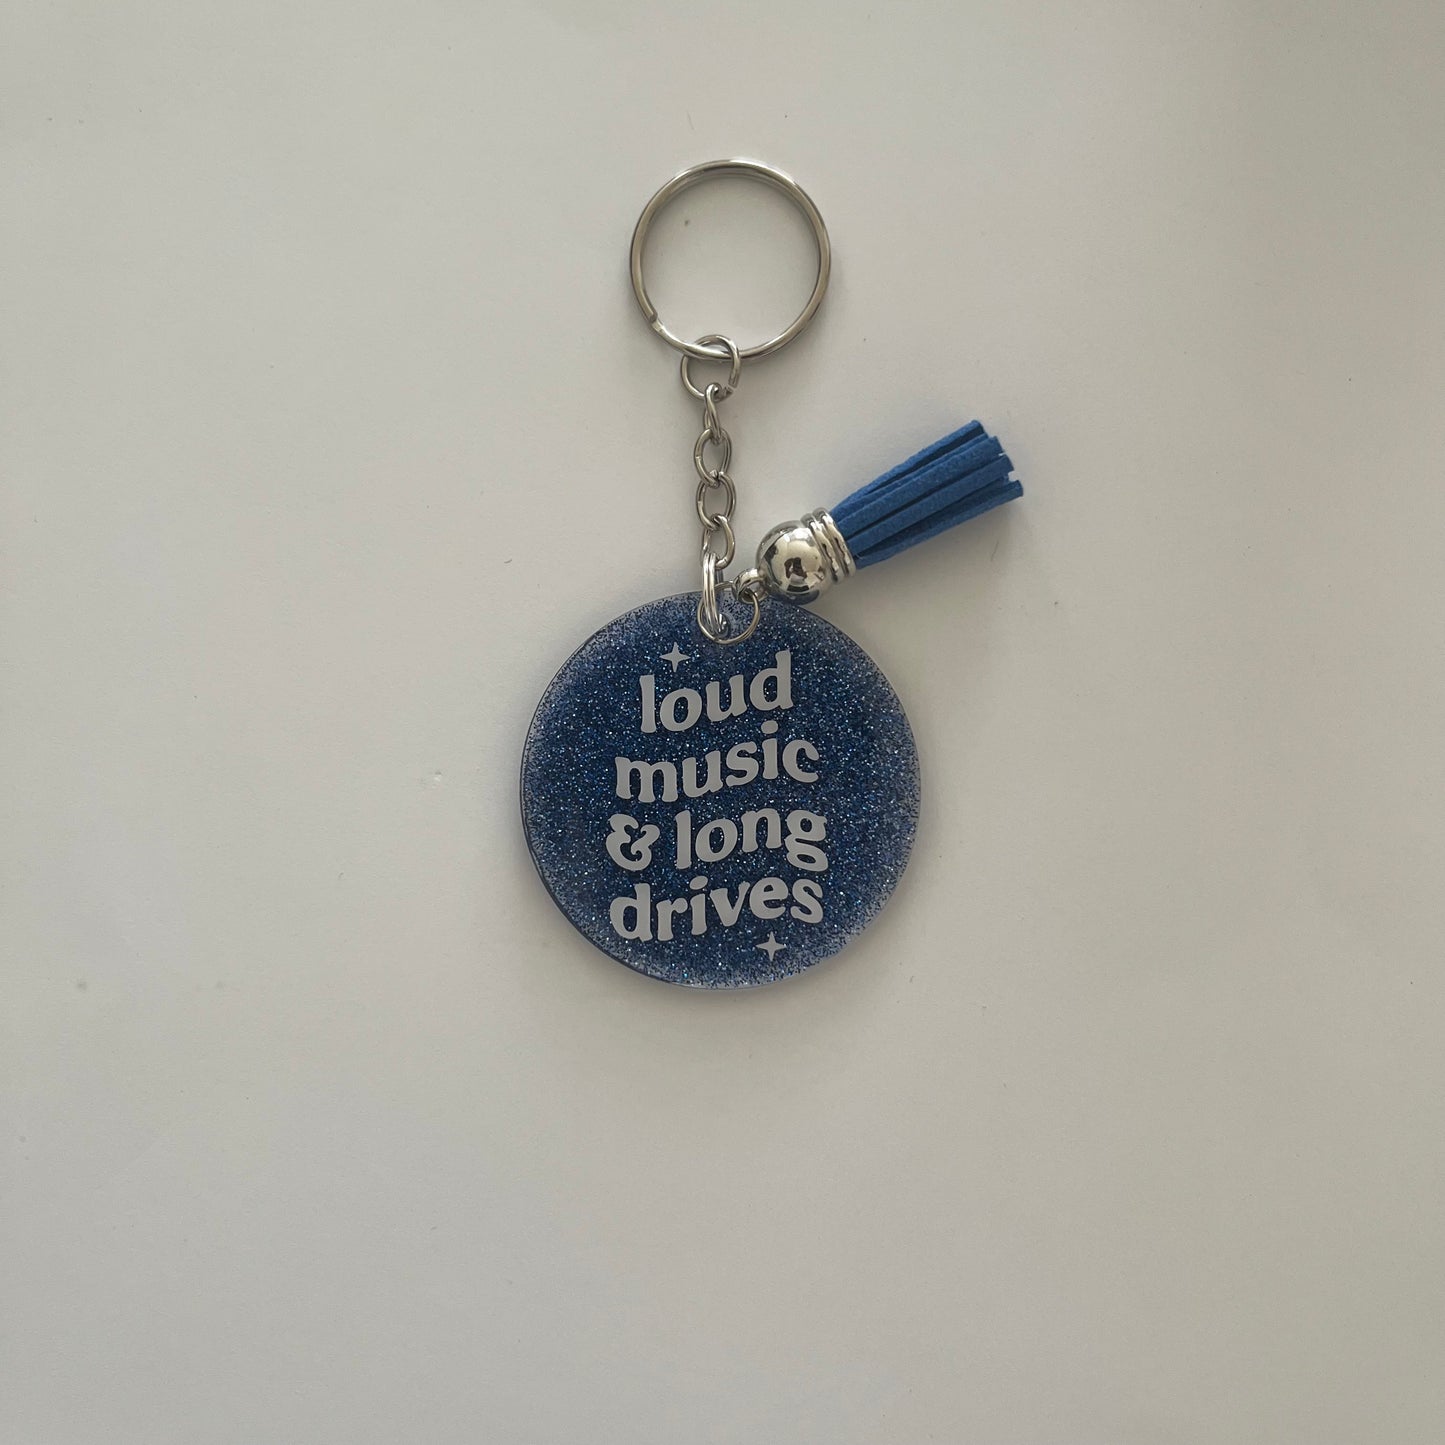 loud
music
& long
drives